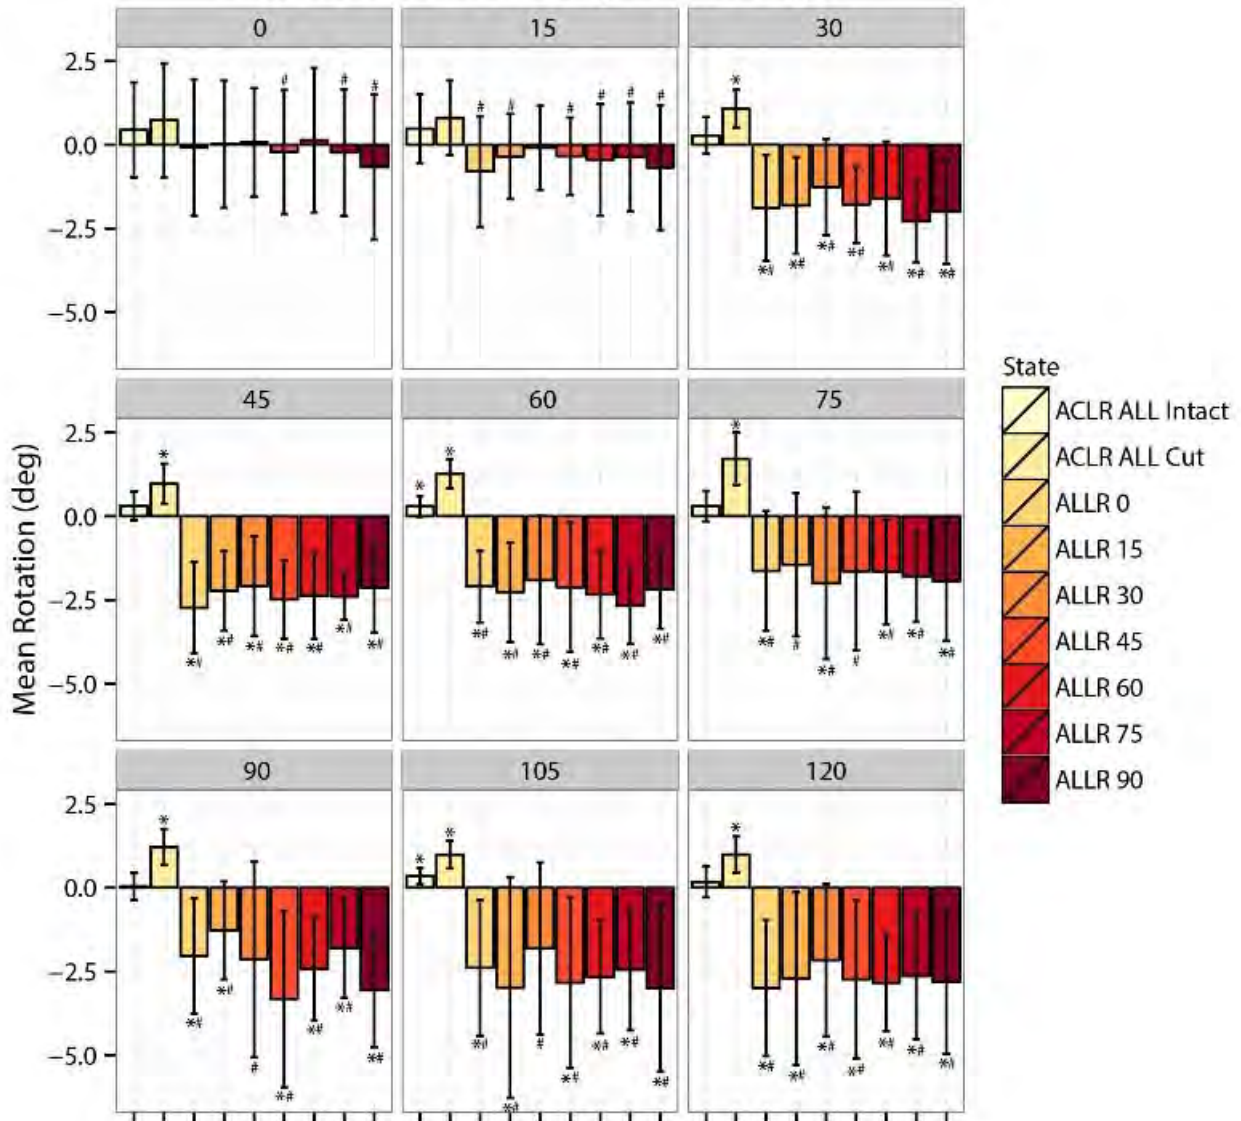 0 15 30
2.5
# # # # # # # # # *
0.0
−2.5
*# *# *# *# *# *# *#
−5.0
45 60 75
2.5
* * * *
0.0
−2.5
*# *# *# *# *# *# *# *# *# *# *# *# *# *# *# # *# # *# *# *#
−5.0
90 105 120
2.5
* * * *
0.0
−2.5
*# *# # *# *# *# *# *# *# # *# *# *# *# *# *# *# *# *# *# *#
−5.0
Mean Rotation (deg)
State
ACLR ALL Intact
ACLR ALL Cut
ALLR 0
ALLR 15
ALLR 30
ALLR 45
ALLR 60
ALLR 75
ALLR 90